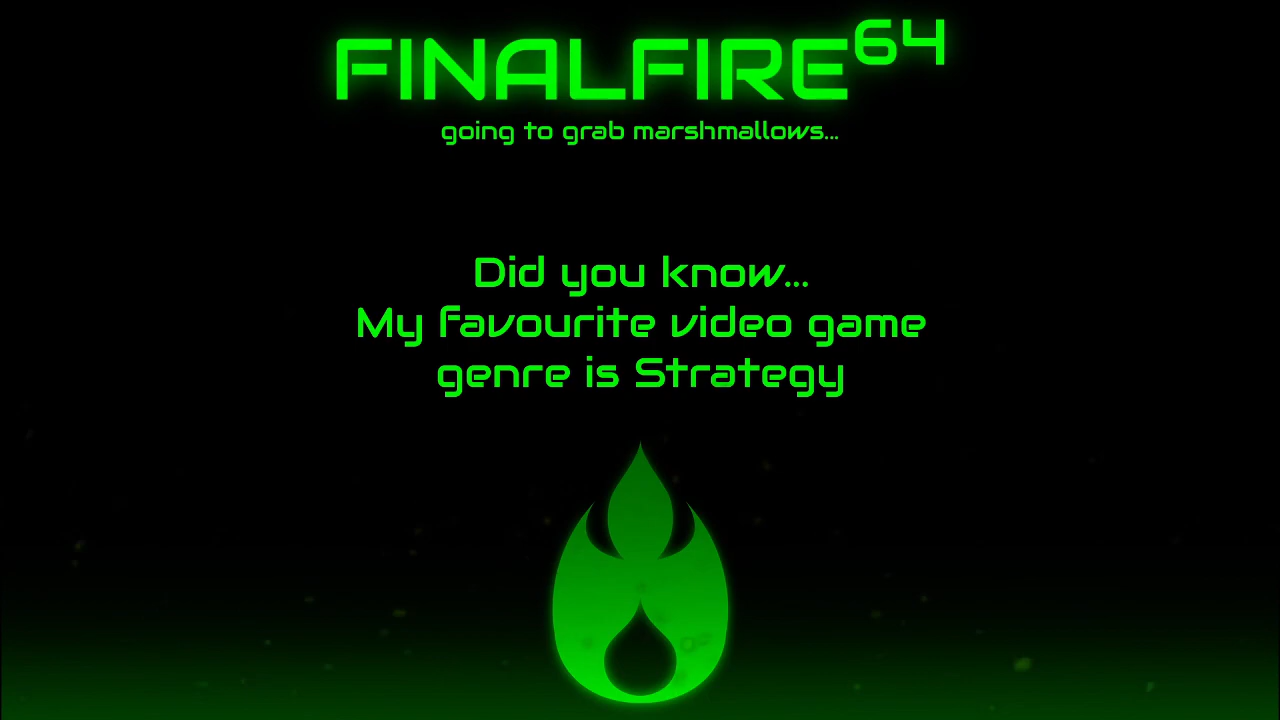 FINALFIRE64
going to grab marshmallows...
Did you know...
My favourite video game
genre is Strategy